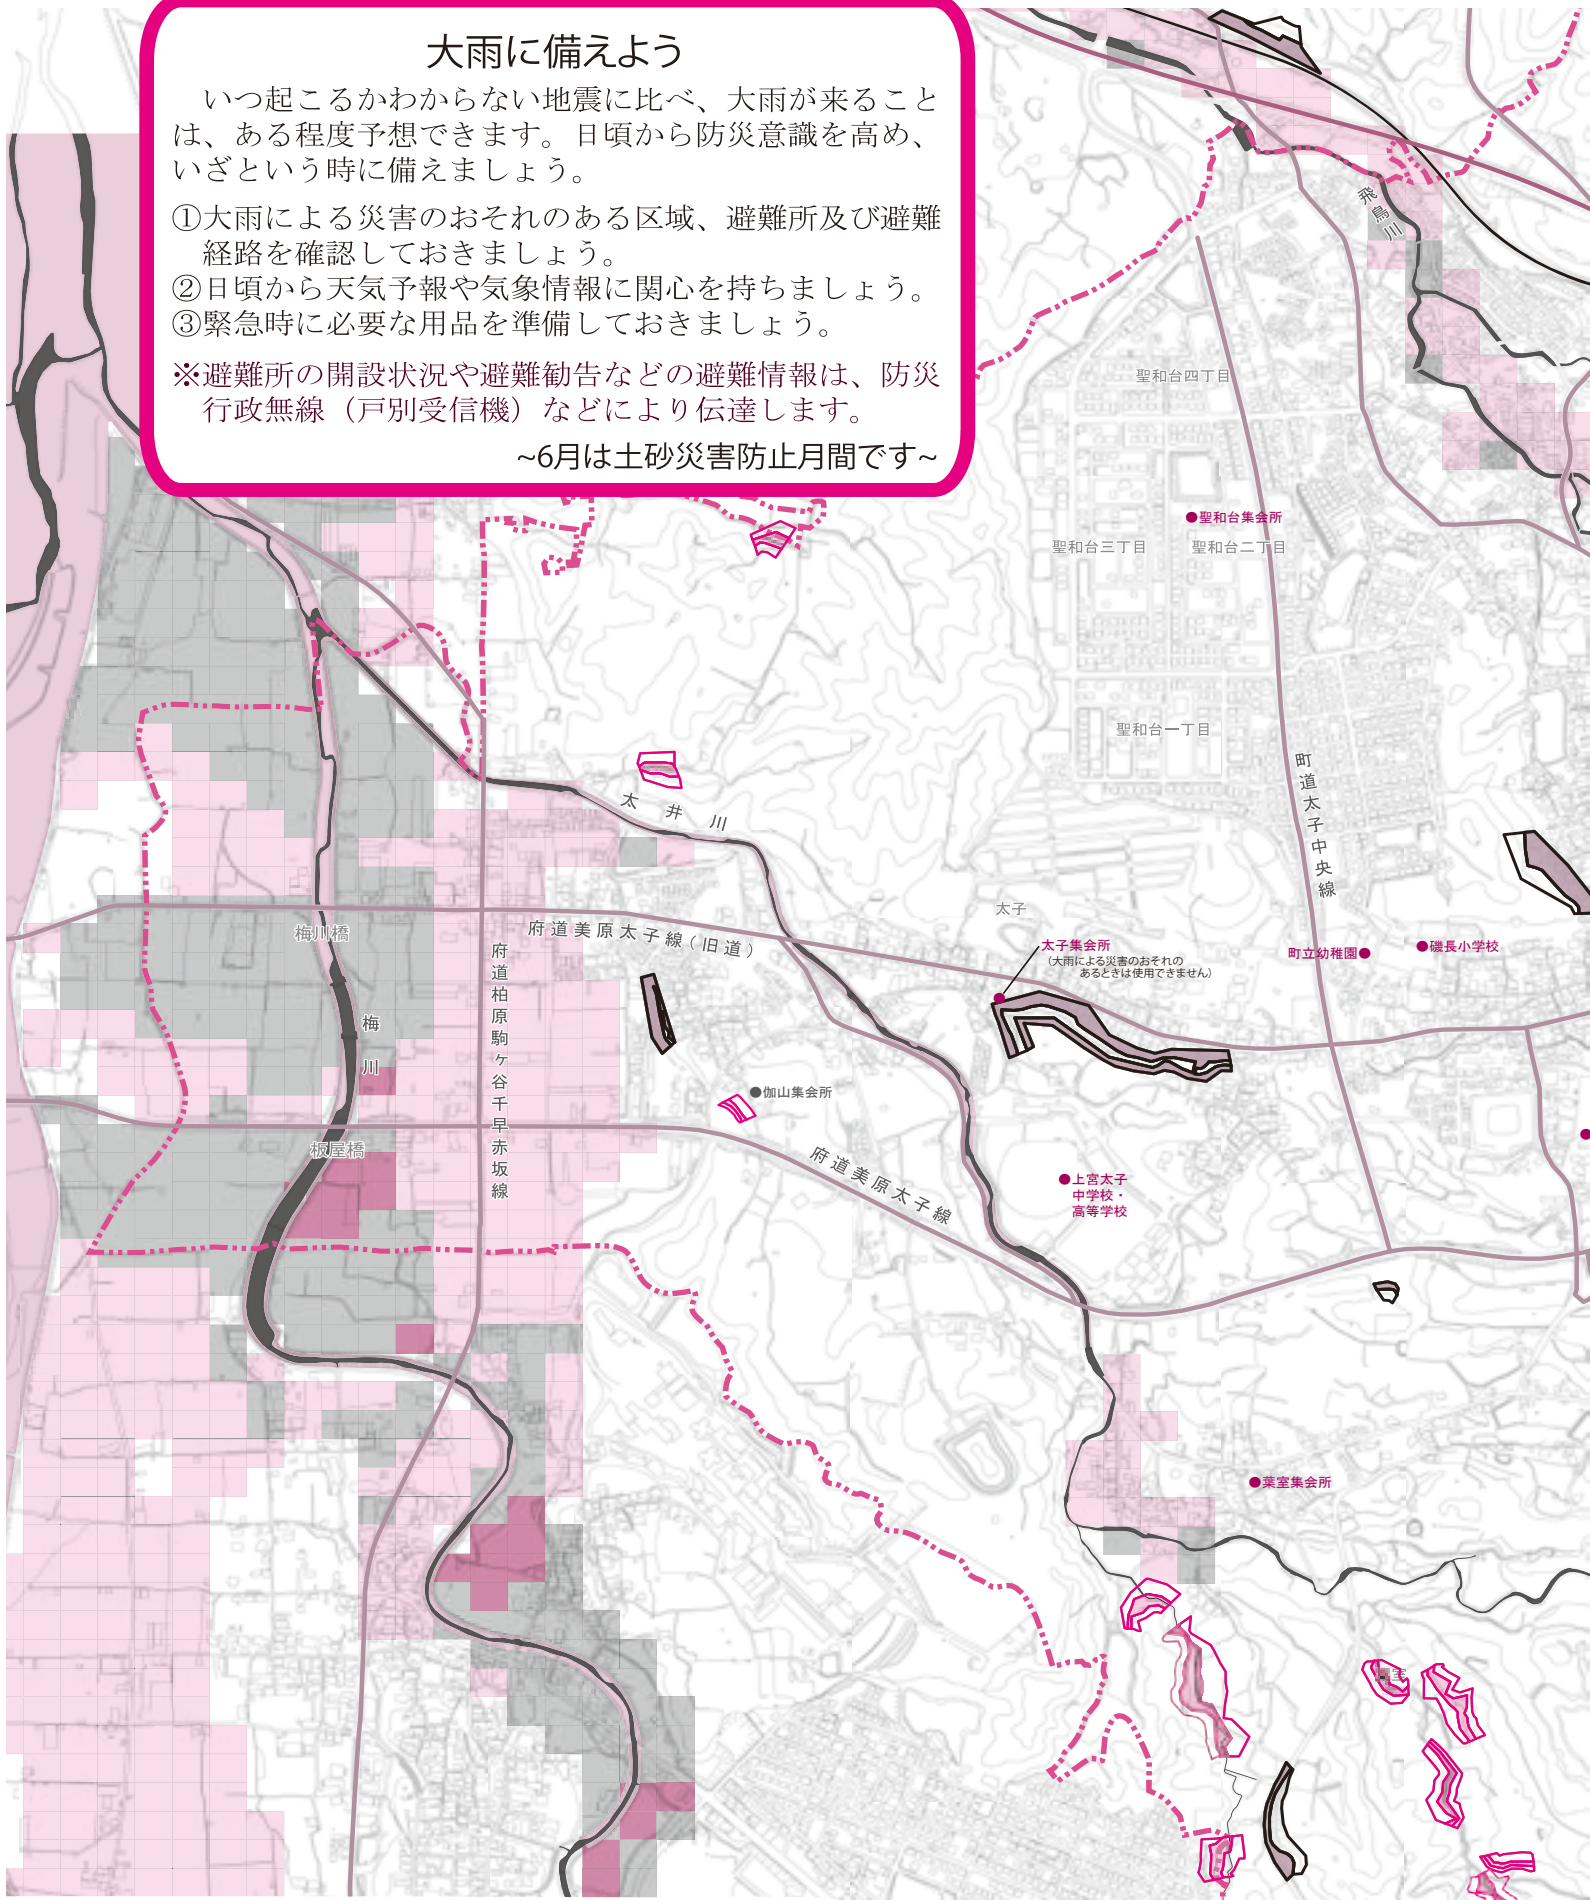 大雨に備えよう
いつ起こるかわからない地震に比べ、大雨が来ること
は、ある程度予想できます。日頃から防災意識を高め、
いざという時に備えましょう。
①大雨による災害のおそれのある区域、避難所及び避難
経路を確認しておきましょう。
②日頃から天気予報や気象情報に関心を持ちましょう。
③緊急時に必要な用品を準備しておきましょう。
※避難所の開設状況や避難勧告などの避難情報は、防災
行政無線（戸別受信機）などにより伝達します。
~6月は土砂災害防止月間です~
飛鳥川
聖和台四丁目
●聖和台集会所
聖和台三丁目
聖和台二丁目
聖和台一丁目
町道太子中央線
太井川
太子
梅川橋
府道美原太子線（旧道）
府道柏原駒ヶ谷千早赤坂線
太子集会所
（大雨による災害のおそれの
あるときは使用できません）
町立幼稚園●
●磯長小学校
梅川
●伽山集会所
板屋橋
府道美原太子線
●上宮太子
中学校・
高等学校
●葉室集会所